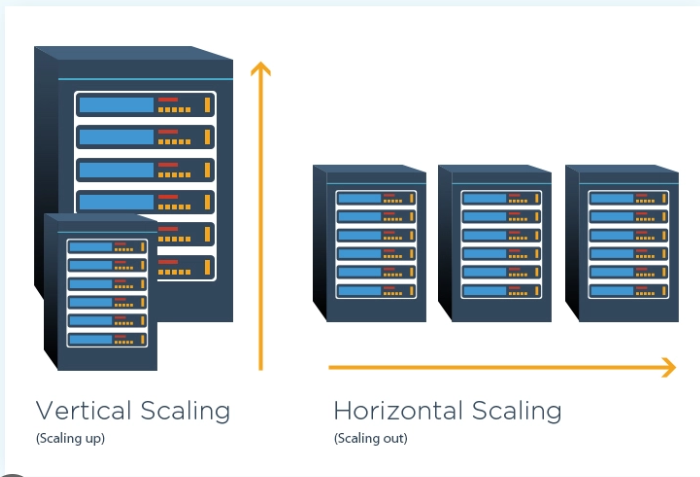 Vertical Scaling
(Scaling up)
Horizontal Scaling
(Scaling out)